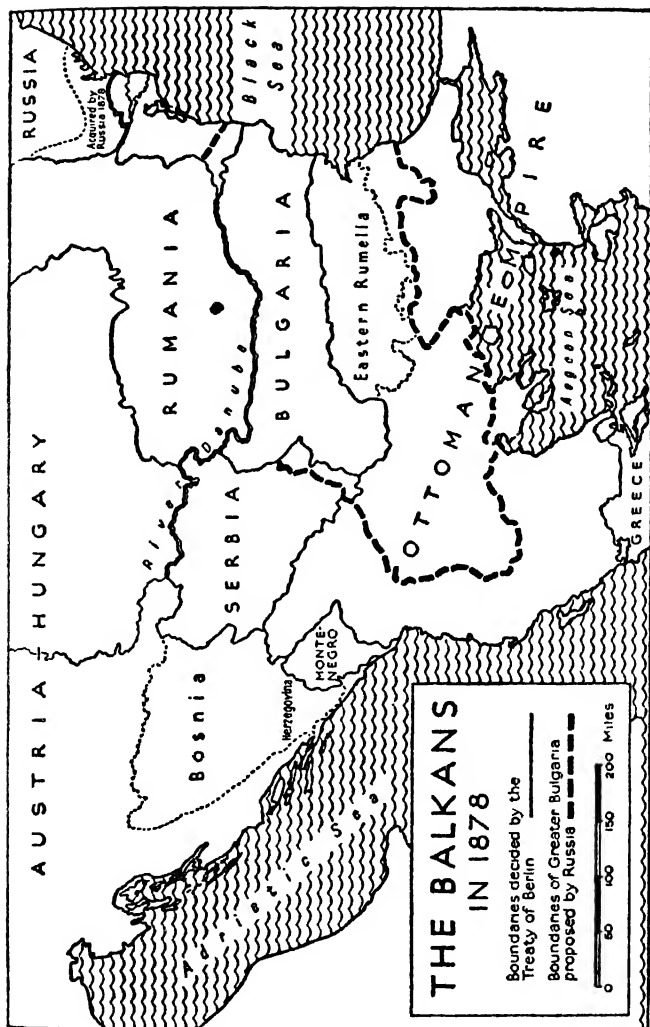 AUSTRIA – HUNGARY
RUSSIA
Acquired by
Russia 1878
RUMANIA
Black
Sea
River Danube
SERBIA
BULGARIA
Bosnia
Herzegovina
MONTE-
NEGRO
Eastern Rumelia
OTTOMAN EMPIRE
Adriatic Sea
Aegean Sea
GREECE
THE BALKANS
IN 1878
Boundaries decided by the
Treaty of Berlin
Boundaries of Greater Bulgaria
proposed by Russia
0 50 100 150 200 Miles